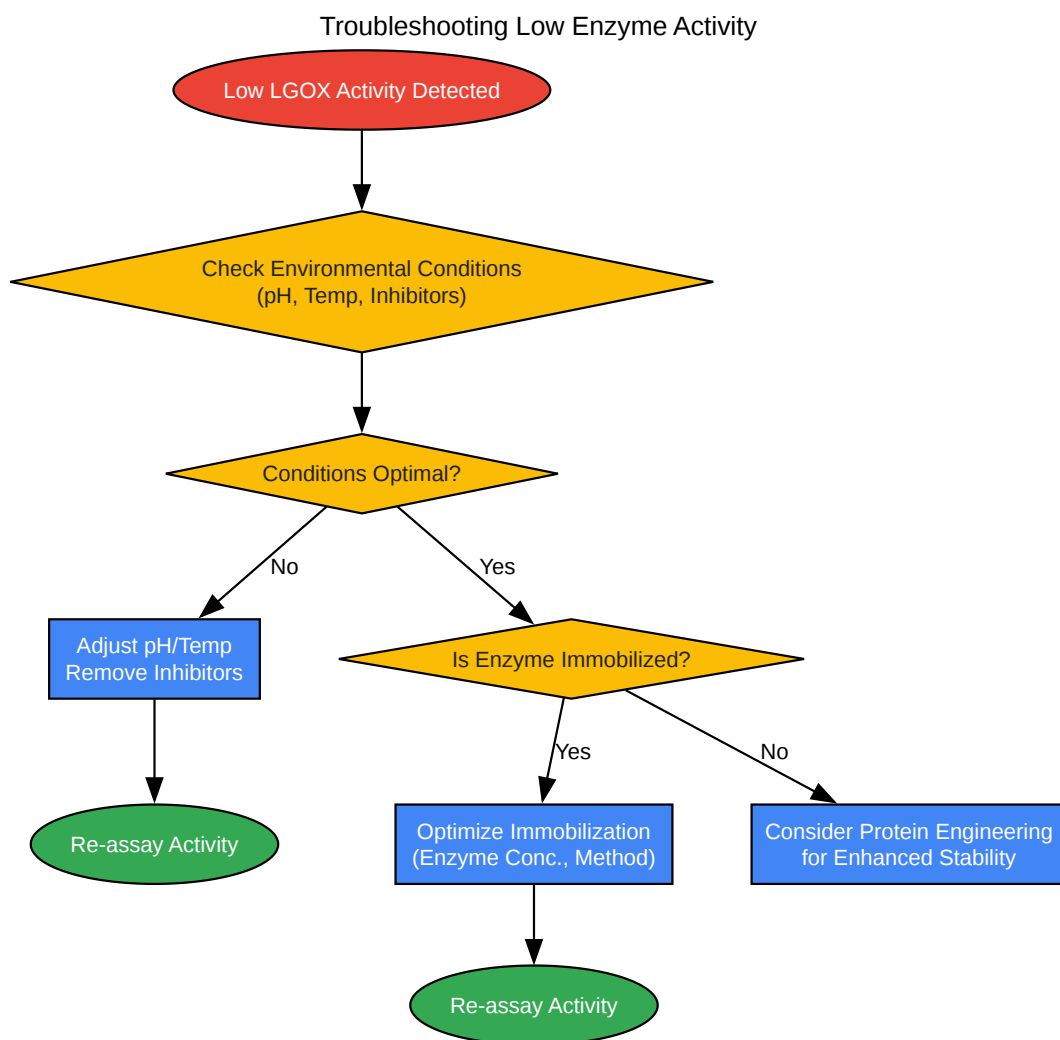 Troubleshooting Low Enzyme Activity
Low LGOX Activity Detected
Check Environmental Conditions
(pH, Temp, Inhibitors)
Conditions Optimal?
No
Yes
Adjust pH/Temp
Remove Inhibitors
Is Enzyme Immobilized?
Yes
No
Re-assay Activity
Optimize Immobilization
(Enzyme Conc., Method)
Consider Protein Engineering
for Enhanced Stability
Re-assay Activity